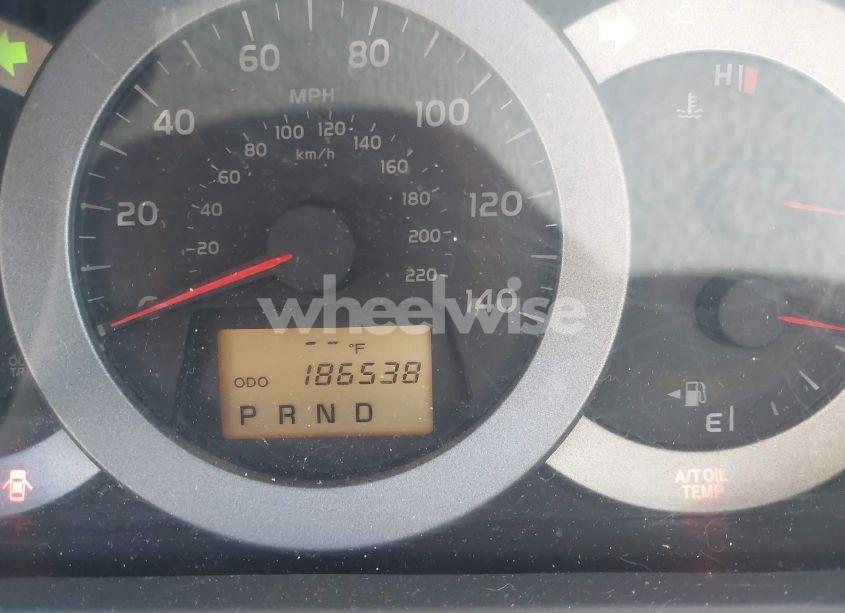 60 80
MPH
40 100
80 100 120 140
km/h
60 160
20 40 180 120
20 200
220
140
wheelwise
-- °F
ODO 186538
P R N D
H
E
A/T OIL
TEMP